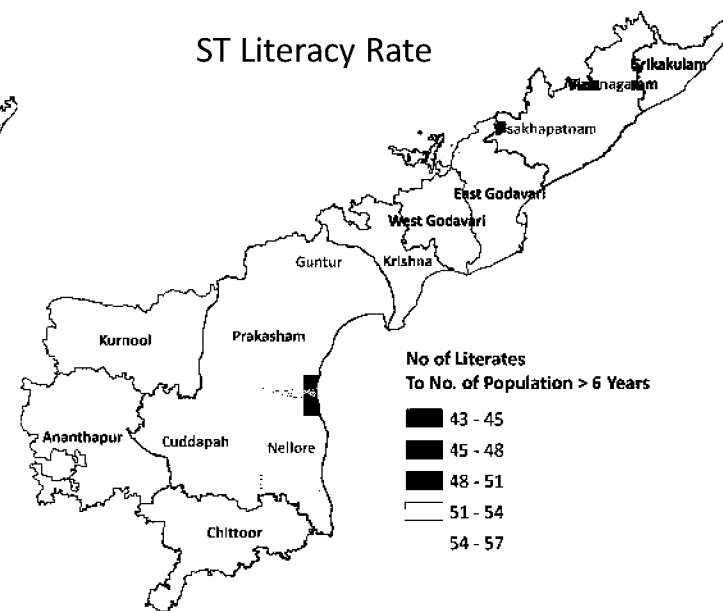 ST Literacy Rate
Srikakulam
Vizianagaram
Visakhapatnam
East Godavari
West Godavari
Guntur
Krishna
Kurnool
Prakasham
No of Literates
To No. of Population > 6 Years
43 - 45
45 - 48
48 - 51
51 - 54
54 - 57
Ananthapur
Cuddapah
Nellore
Chittoor